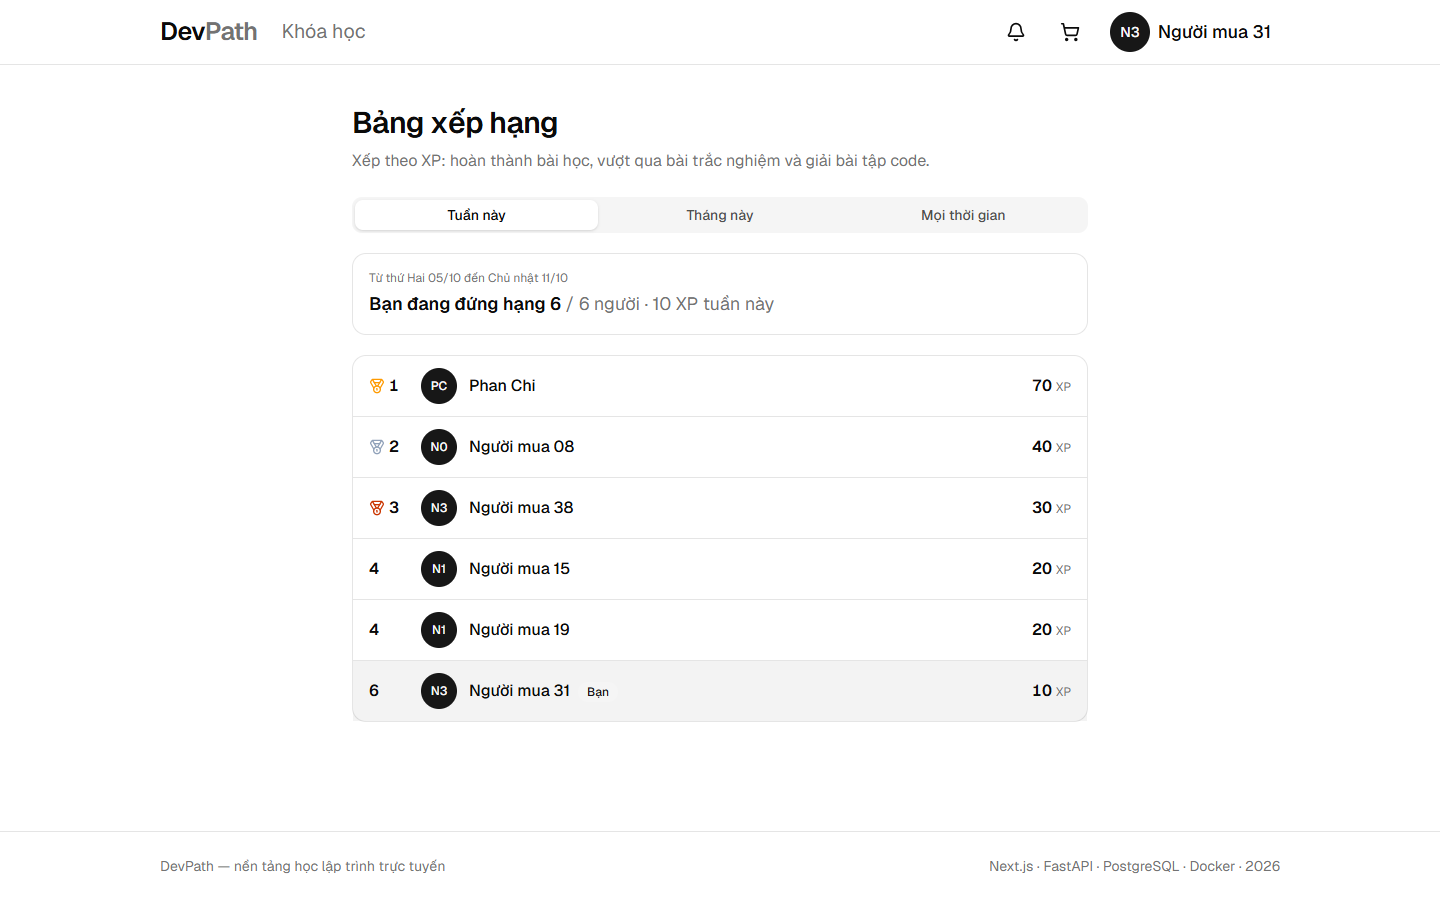 DevPath Khóa học N3 Người mua 31
Bảng xếp hạng
Xếp theo XP: hoàn thành bài học, vượt qua bài trắc nghiệm và giải bài tập code.
Tuần này Tháng này Mọi thời gian
Từ thứ Hai 05/10 đến Chủ nhật 11/10
Bạn đang đứng hạng 6 / 6 người · 10 XP tuần này
1 PC Phan Chi 70 XP
2 N0 Người mua 08 40 XP
3 N3 Người mua 38 30 XP
4 N1 Người mua 15 20 XP
4 N1 Người mua 19 20 XP
6 N3 Người mua 31 Bạn 10 XP
DevPath — nền tảng học lập trình trực tuyến Next.js · FastAPI · PostgreSQL · Docker · 2026